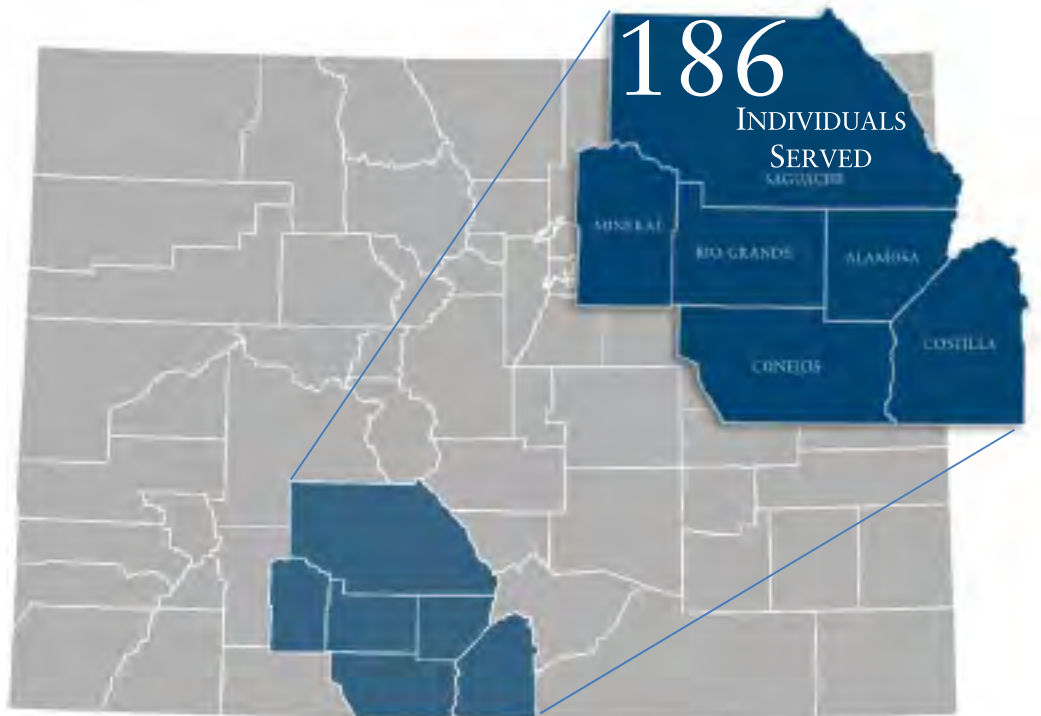 186
INDIVIDUALS
SERVED
SAGUACHE
MINERAL
RIO GRANDE
ALAMOSA
COSTILLA
CONEJOS